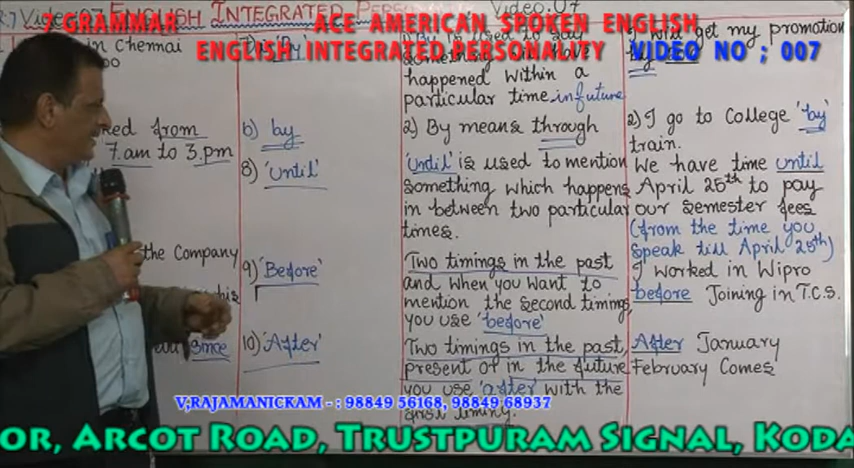 7 GRAMMAR ACE AMERICAN SPOKEN ENGLISH
ENGLISH INTEGRATED PERSONALITY VIDEO NO ; 007
ENGLISH INTEGRATED
Video:07
in Chennai
from
7.am to 3.pm
the Company
Since
'By'
b) by
8) 'Until'
9) 'Before'
10) 'After'
happened within a
particular time in future
2) By means through
'Until' is used to mention
something which happens
in between two particular
times.
Two timings in the past
and when you want to
mention the second timings,
you use 'before'
Two timings in the past,
present or in the future
you use 'after' with the
first timing.
get my promotion
2) I go to College 'by'
train.
We have time until
April 25th to pay
our semester fees
(from the time you
speak till April 25th)
I worked in Wipro
before Joining in T.C.S.
After January
February Comes
V;RAJAMANICKAM - : 98849 56168, 98849 68937
OR, ARCOT ROAD, TRUSTPURAM SIGNAL, KODA